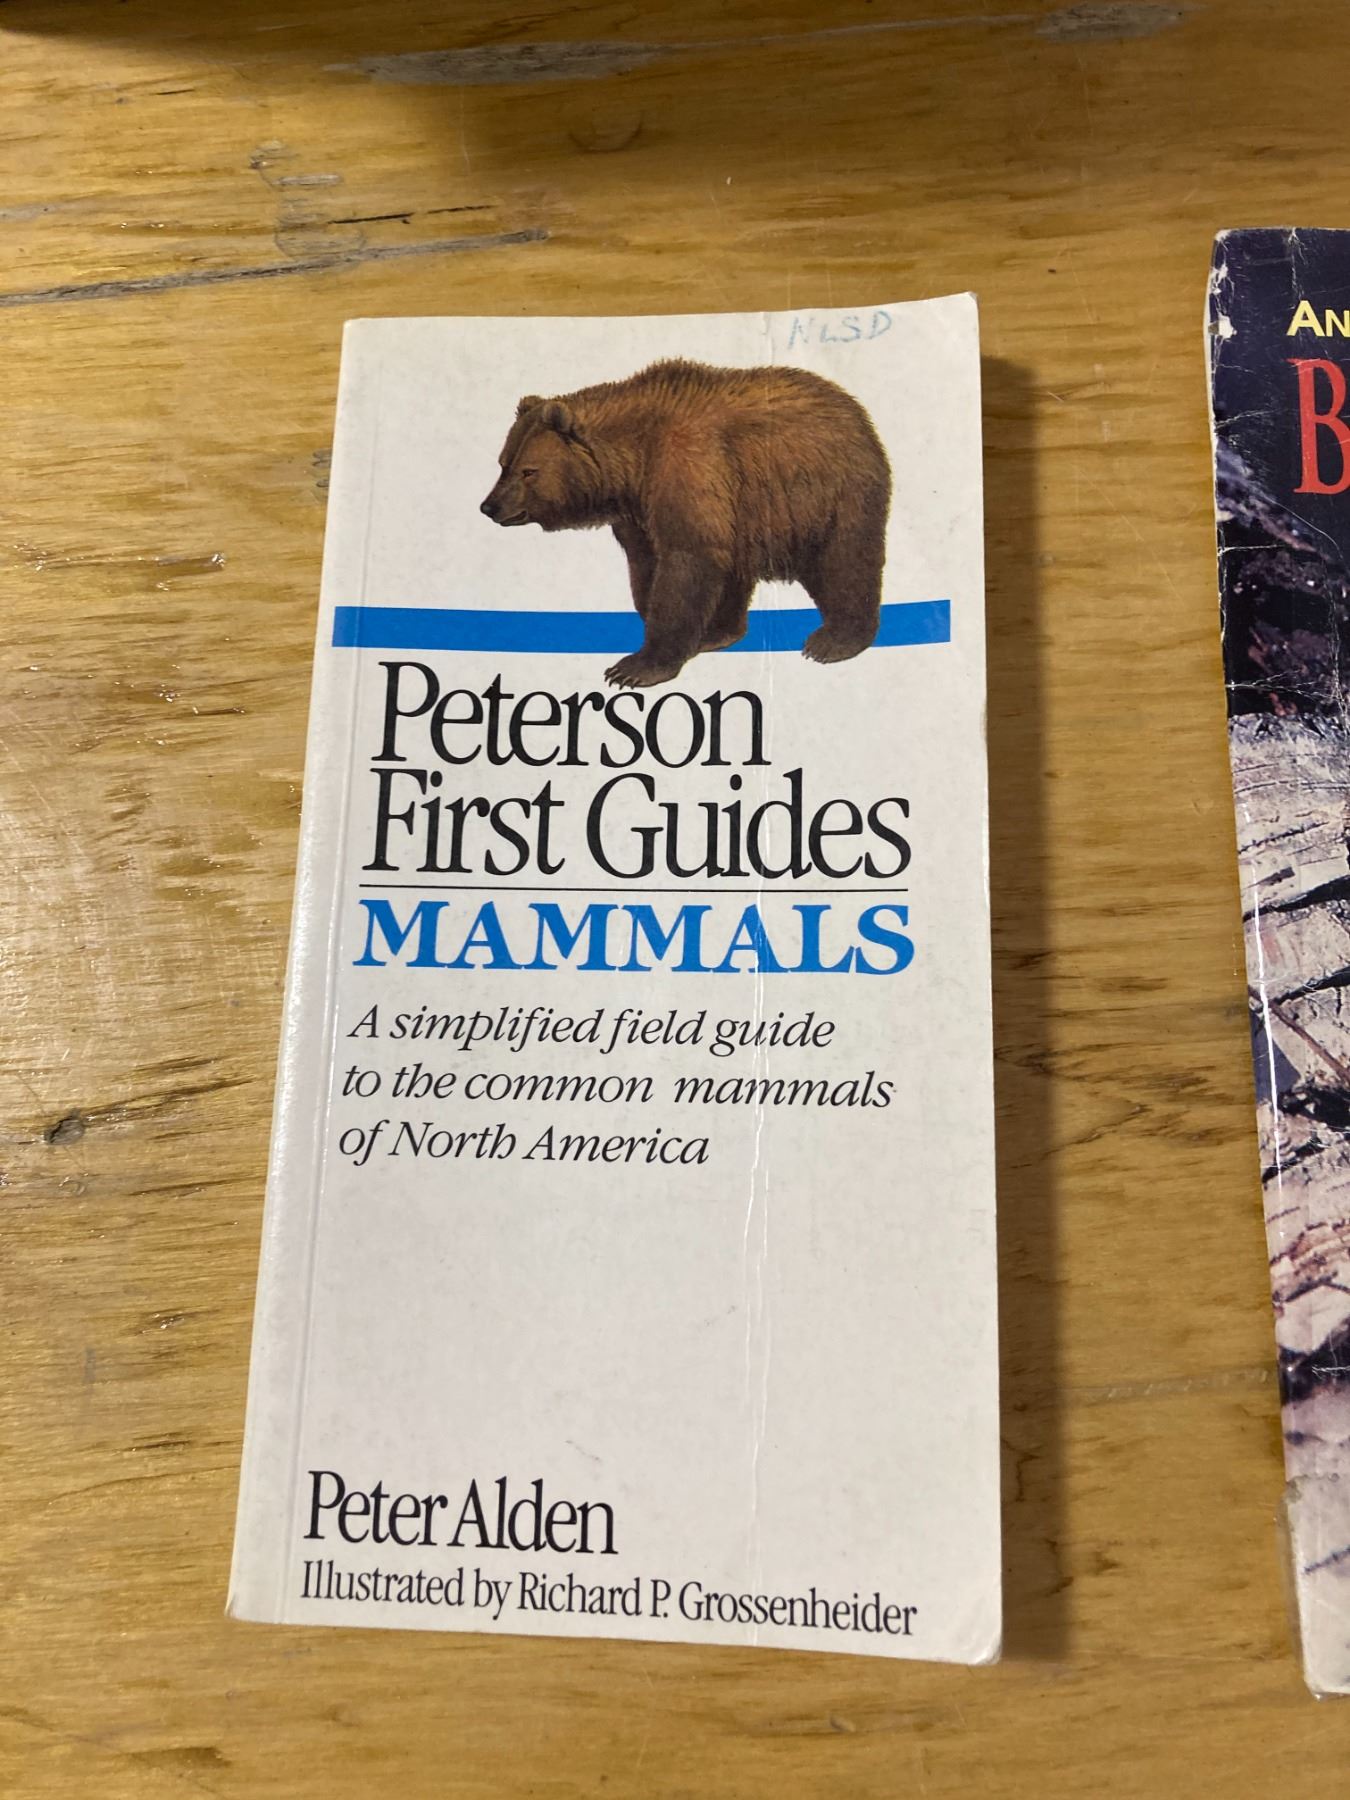 NLSD
Peterson
First Guides
MAMMALS
A simplified field guide
to the common mammals
of North America
Peter Alden
Illustrated by Richard P. Grossenheider
AN
B